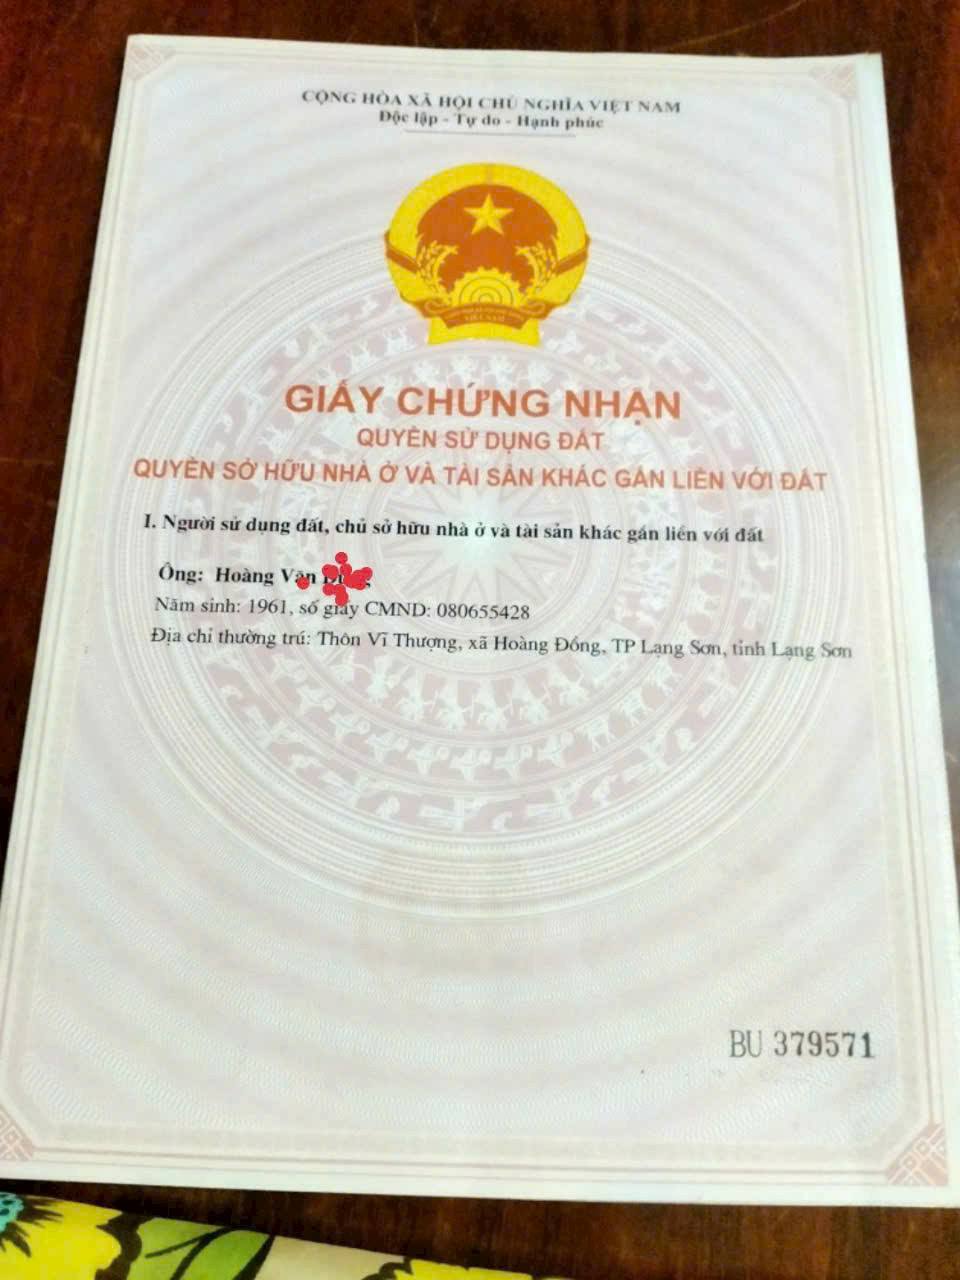 CỘNG HÒA XÃ HỘI CHỦ NGHĨA VIỆT NAM
Độc lập - Tự do - Hạnh phúc
VIỆT NAM
GIẤY CHỨNG NHẬN
QUYỀN SỬ DỤNG ĐẤT
QUYỀN SỞ HỮU NHÀ Ở VÀ TÀI SẢN KHÁC GẮN LIỀN VỚI ĐẤT
I. Người sử dụng đất, chủ sở hữu nhà ở và tài sản khác gắn liền với đất
Ông: Hoàng Văn
Năm sinh: 1961, số giấy CMND: 080655428
Địa chỉ thường trú: Thôn Vĩ Thượng, xã Hoàng Đồng, TP Lạng Sơn, tỉnh Lạng Sơn
BU 379571